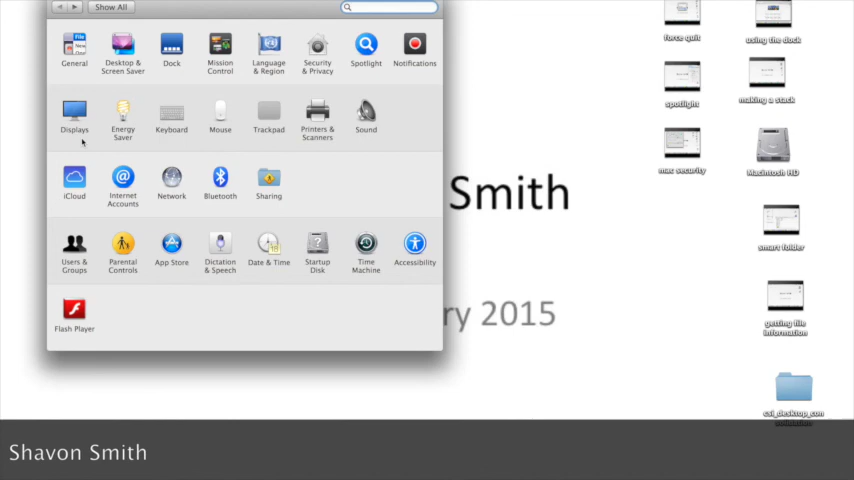 Show All
General
Desktop &
Screen Saver
Dock
Mission
Control
Language
& Region
Security
& Privacy
Spotlight
Notifications
Displays
Energy
Saver
Keyboard
Mouse
Trackpad
Printers &
Scanners
Sound
iCloud
Internet
Accounts
Network
Bluetooth
Sharing
Users &
Groups
Parental
Controls
App Store
Dictation
& Speech
Date & Time
Startup
Disk
Time
Machine
Accessibility
Flash Player
force quit
using the dock
spotlight
making a stack
mac security
Macintosh HD
smart folder
getting file
information
csi_desktop_con
solidation
Smith
ry 2015
Shavon Smith